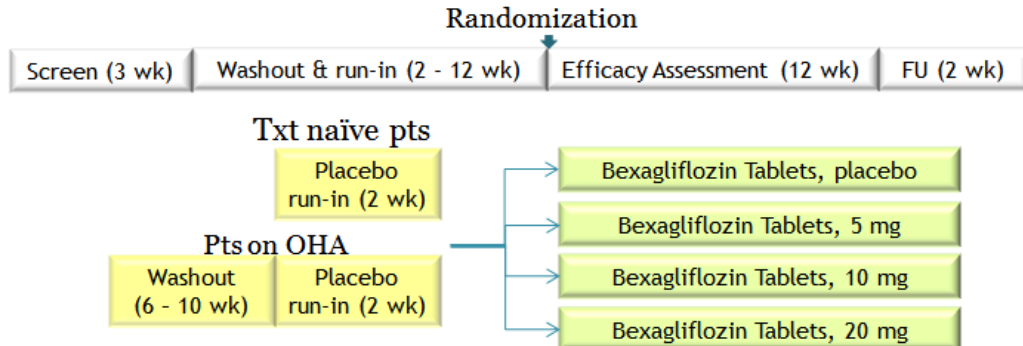 Randomization
Screen (3 wk) Washout & run-in (2 - 12 wk) Efficacy Assessment (12 wk) FU (2 wk)
Txt naïve pts
Placebo
run-in (2 wk)
Pts on OHA
Washout
(6 - 10 wk)
Placebo
run-in (2 wk)
Bexagliflozin Tablets, placebo
Bexagliflozin Tablets, 5 mg
Bexagliflozin Tablets, 10 mg
Bexagliflozin Tablets, 20 mg